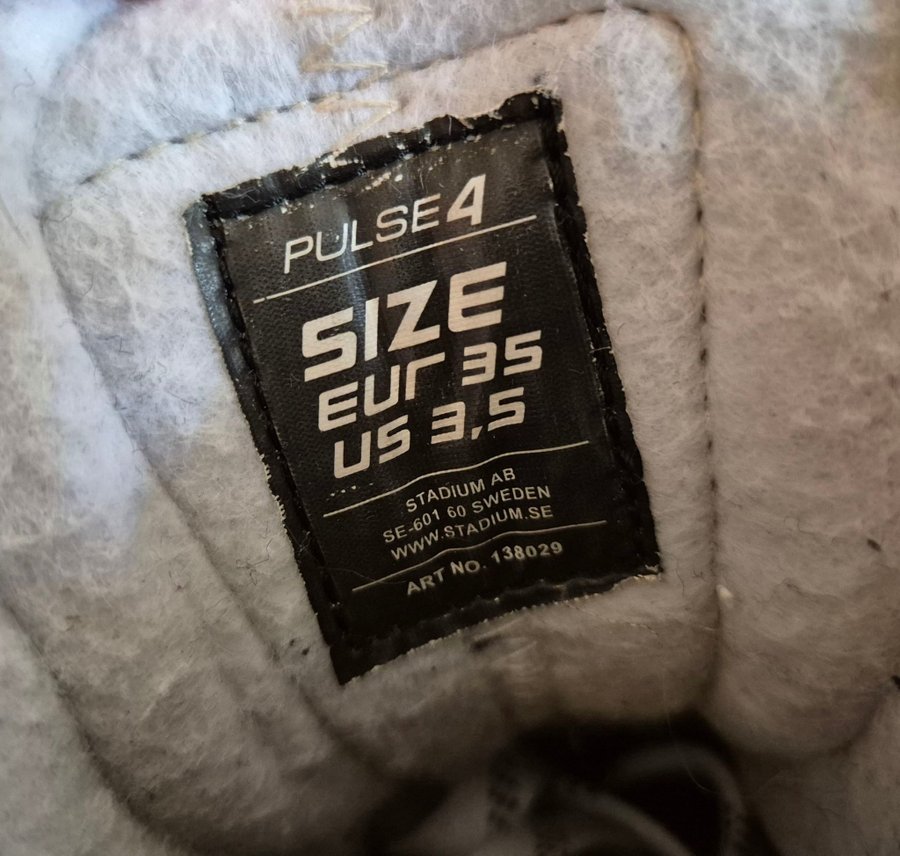 PULSE4
SIZE
EUR 35
US 3,5
STADIUM AB
SE-601 60 SWEDEN
WWW.STADIUM.SE
ART NO. 138029